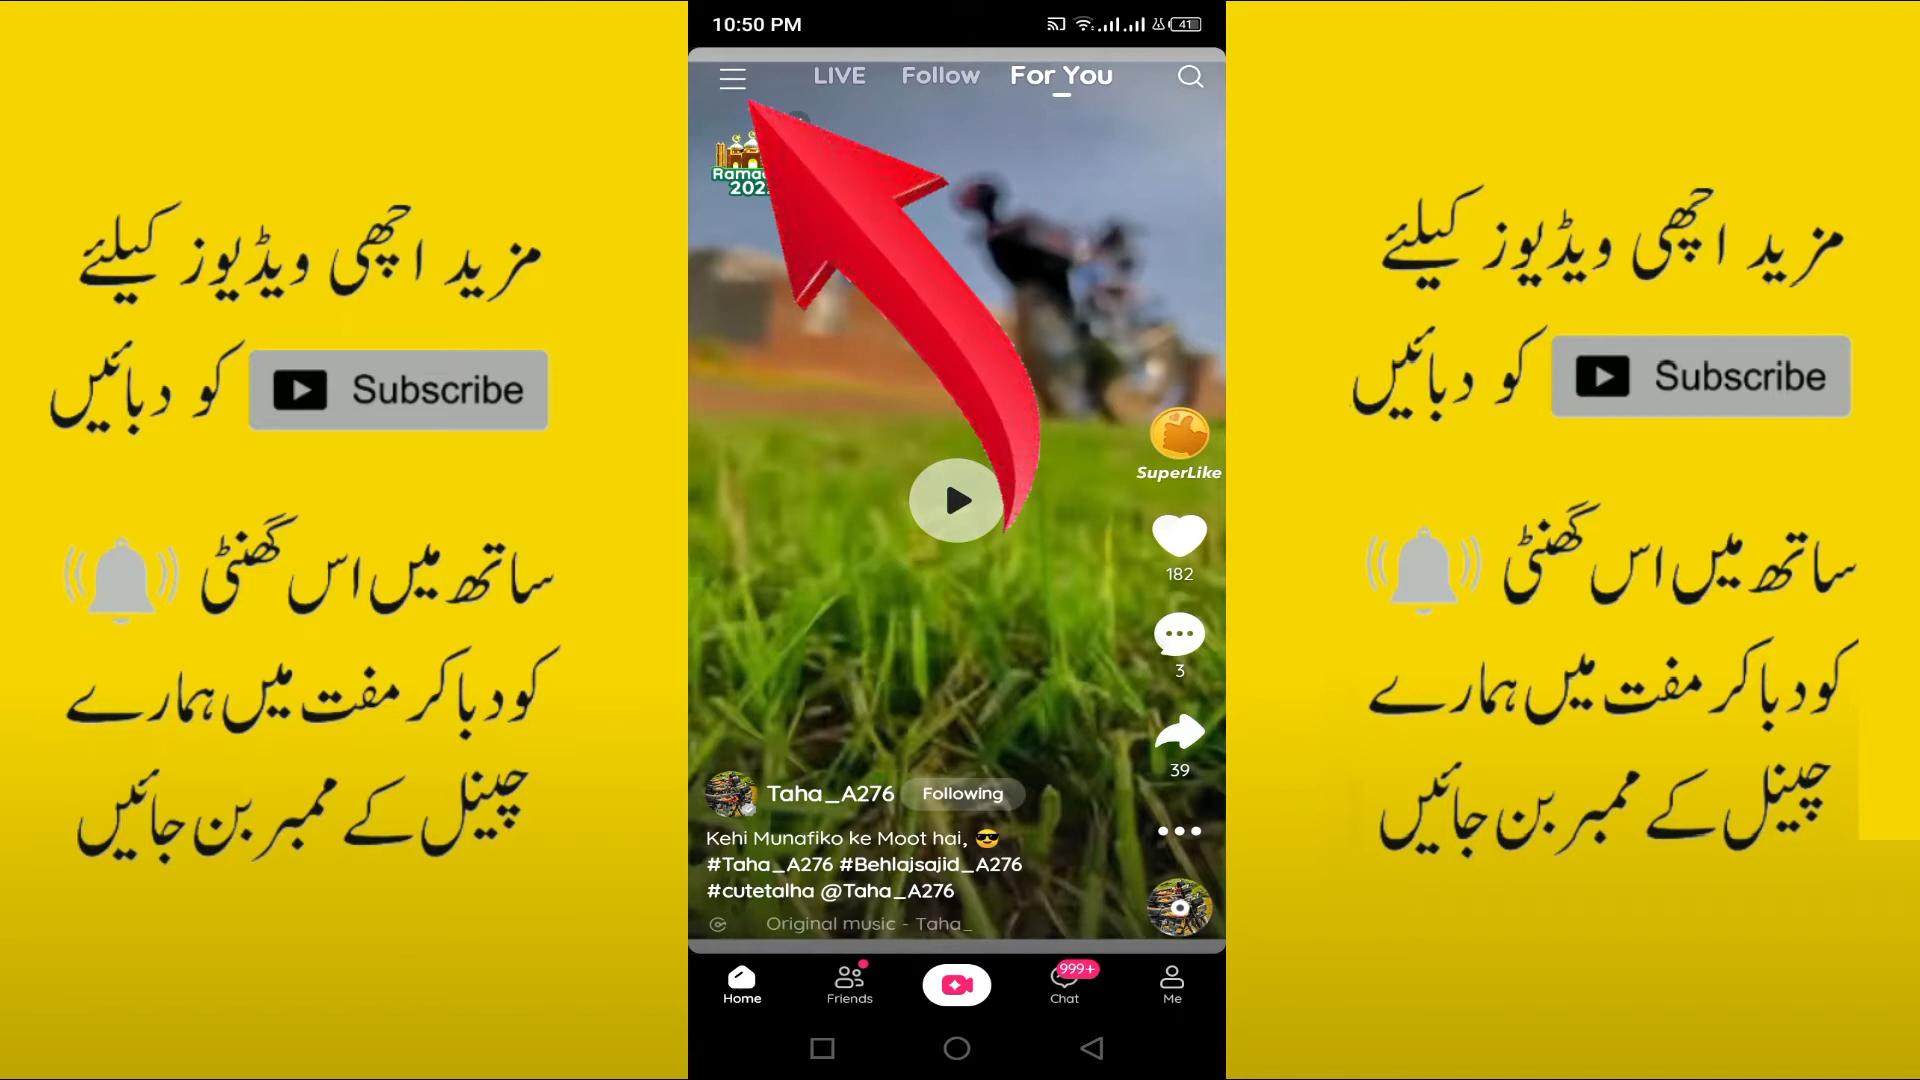 مزید اچھی ویڈیوز کیلئے
Subscribe کو دبائیں
ساتھ میں اس گھنٹی
کو دبا کر مفت میں ہمارے
چینل کے ممبر بن جائیں
10:50 PM
41
LIVE Follow For You
SuperLike
182
3
39
Taha_A276 Following
Kehi Munafiko ke Moot hai, 😎
#Taha_A276 #Behlajsajid_A276
#cutetalha @Taha_A276
Original music - Taha_
999+
Home Friends Chat Me
مزید اچھی ویڈیوز کیلئے
Subscribe کو دبائیں
ساتھ میں اس گھنٹی
کو دبا کر مفت میں ہمارے
چینل کے ممبر بن جائیں